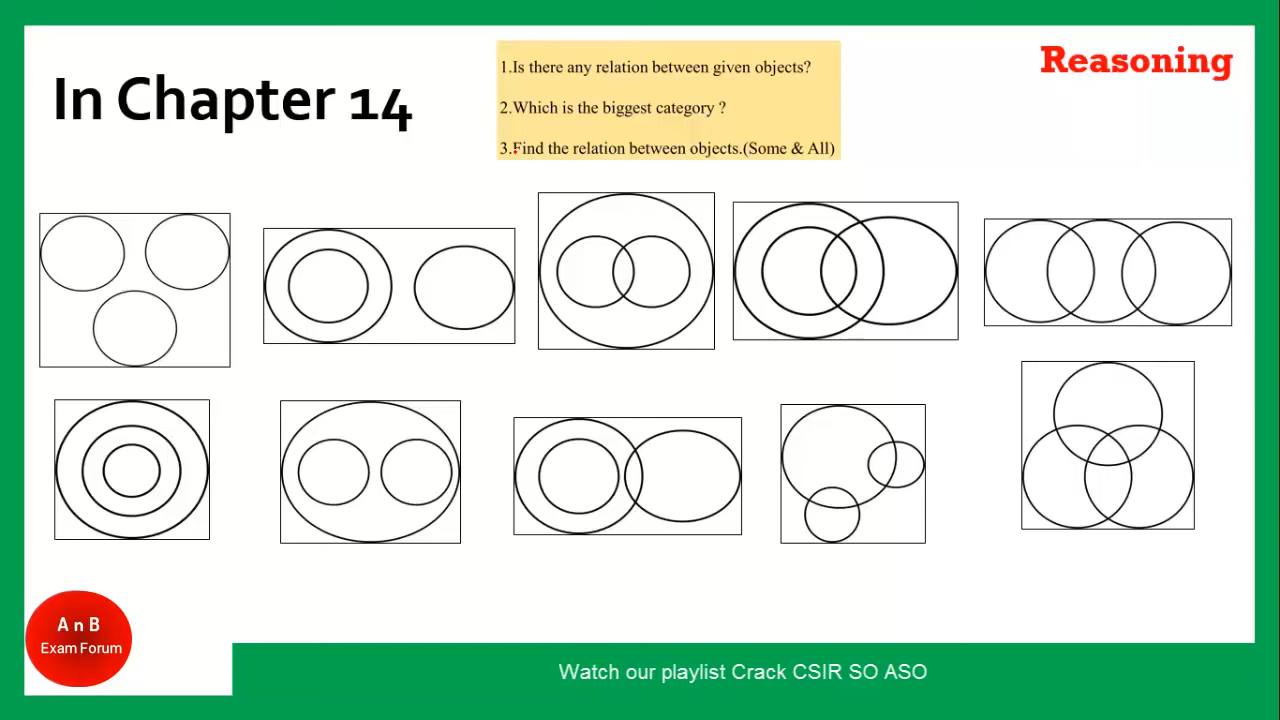 In Chapter 14
1.Is there any relation between given objects?
2.Which is the biggest category ?
3.Find the relation between objects.(Some & All)
Reasoning
A n B
Exam Forum
Watch our playlist Crack CSIR SO ASO